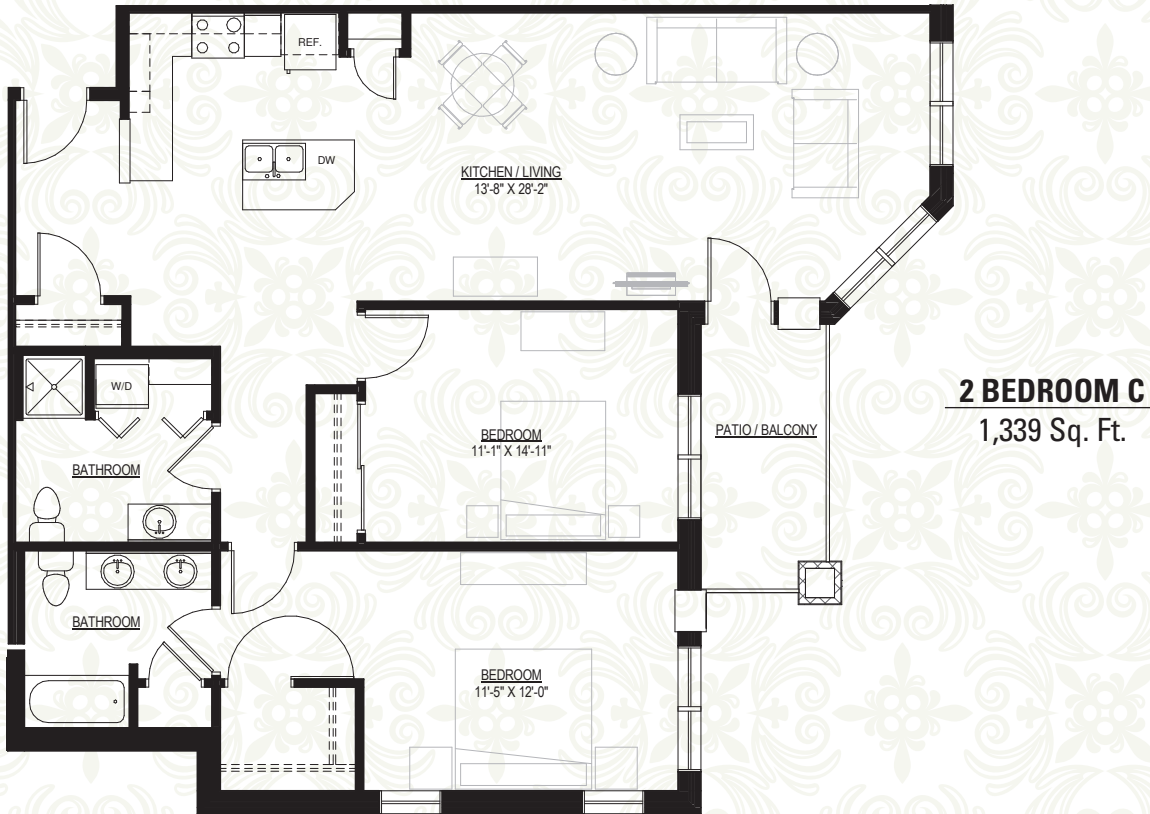 REF.
DW
KITCHEN / LIVING
13'-8" X 28'-2"
W/D
BATHROOM
BEDROOM
11'-1" X 14'-11"
PATIO / BALCONY
2 BEDROOM C
1,339 Sq. Ft.
BATHROOM
BEDROOM
11'-5" X 12'-0"